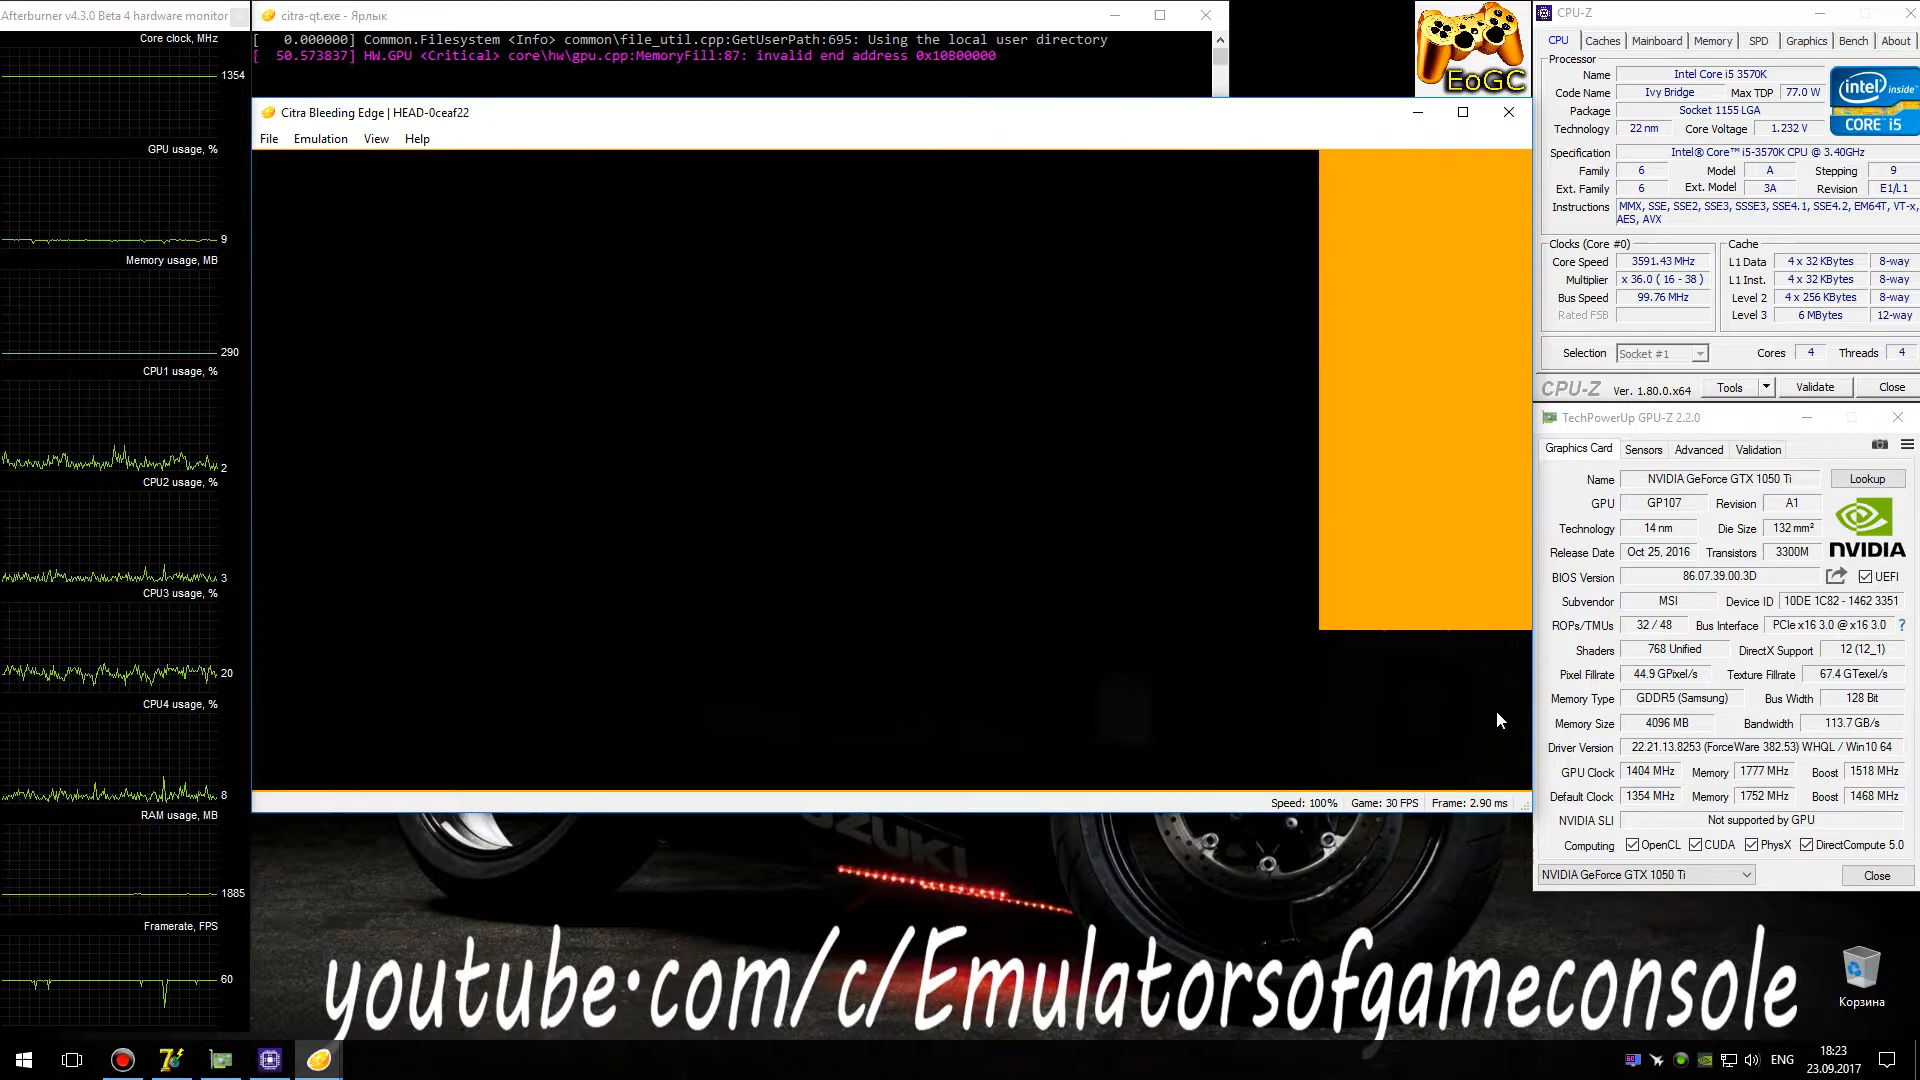 Afterburner v4.3.0 Beta 4 hardware monitor
Core clock, MHz
1354
GPU usage, %
9
Memory usage, MB
290
CPU1 usage, %
2
CPU2 usage, %
3
CPU3 usage, %
20
CPU4 usage, %
8
RAM usage, MB
1885
Framerate, FPS
60
citra-qt.exe - Ярлык
[   0.000000] Common.Filesystem <Info> common\file_util.cpp:GetUserPath:695: Using the local user directory
[  50.573837] HW.GPU <Critical> core\hw\gpu.cpp:MemoryFill:87: invalid end address 0x10B00000
EoGC
Citra Bleeding Edge | HEAD-0ceaf22
File Emulation View Help
Speed: 100% Game: 30 FPS Frame: 2.90 ms
CPU-Z
CPU Caches Mainboard Memory SPD Graphics Bench About
Processor
Name Intel Core i5 3570K
Code Name Ivy Bridge Max TDP 77.0 W
Package Socket 1155 LGA
Technology 22 nm Core Voltage 1.232 V
intel inside
CORE i5
Specification Intel® Core™ i5-3570K CPU @ 3.40GHz
Family 6 Model A Stepping 9
Ext. Family 6 Ext. Model 3A Revision E1/L1
Instructions MMX, SSE, SSE2, SSE3, SSSE3, SSE4.1, SSE4.2, EM64T, VT-x,
AES, AVX
Clocks (Core #0)
Core Speed 3591.43 MHz
Multiplier x 36.0 ( 16 - 38 )
Bus Speed 99.76 MHz
Rated FSB
Cache
L1 Data 4 x 32 KBytes 8-way
L1 Inst. 4 x 32 KBytes 8-way
Level 2 4 x 256 KBytes 8-way
Level 3 6 MBytes 12-way
Selection Socket #1 Cores 4 Threads 4
CPU-Z Ver. 1.80.0.x64 Tools Validate Close
TechPowerUp GPU-Z 2.2.0
Graphics Card Sensors Advanced Validation
Name NVIDIA GeForce GTX 1050 Ti Lookup
GPU GP107 Revision A1
Technology 14 nm Die Size 132 mm²
Release Date Oct 25, 2016 Transistors 3300M
NVIDIA
BIOS Version 86.07.39.00.3D UEFI
Subvendor MSI Device ID 10DE 1C82 - 1462 3351
ROPs/TMUs 32 / 48 Bus Interface PCIe x16 3.0 @ x16 3.0 ?
Shaders 768 Unified DirectX Support 12 (12_1)
Pixel Fillrate 44.9 GPixel/s Texture Fillrate 67.4 GTexel/s
Memory Type GDDR5 (Samsung) Bus Width 128 Bit
Memory Size 4096 MB Bandwidth 113.7 GB/s
Driver Version 22.21.13.8253 (ForceWare 382.53) WHQL / Win10 64
GPU Clock 1404 MHz Memory 1777 MHz Boost 1518 MHz
Default Clock 1354 MHz Memory 1752 MHz Boost 1468 MHz
NVIDIA SLI Not supported by GPU
Computing OpenCL CUDA PhysX DirectCompute 5.0
NVIDIA GeForce GTX 1050 Ti Close
SUZUKI
youtube.com/c/Emulatorsofgameconsole
Корзина
ENG
18:23
23.09.2017